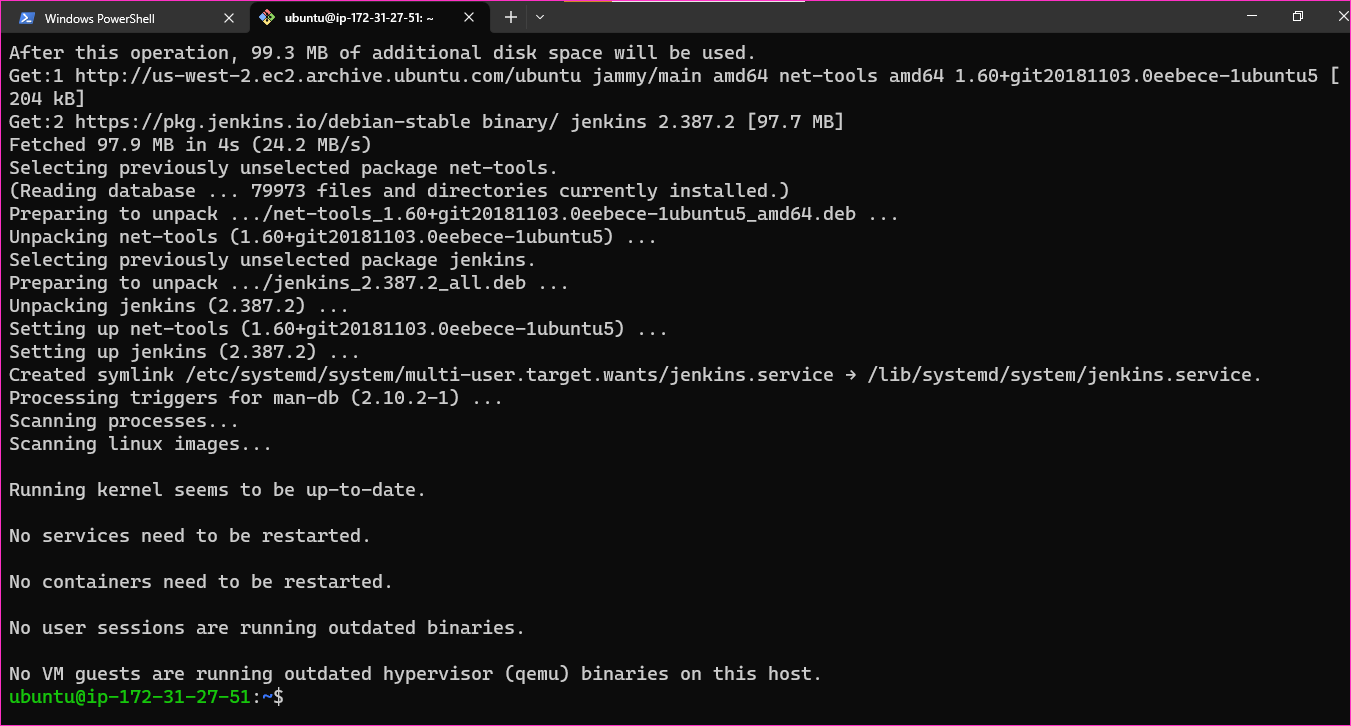 Windows PowerShell
ubuntu@ip-172-31-27-51: ~
After this operation, 99.3 MB of additional disk space will be used.
Get:1 http://us-west-2.ec2.archive.ubuntu.com/ubuntu jammy/main amd64 net-tools amd64 1.60+git20181103.0eebece-1ubuntu5 [
204 kB]
Get:2 https://pkg.jenkins.io/debian-stable binary/ jenkins 2.387.2 [97.7 MB]
Fetched 97.9 MB in 4s (24.2 MB/s)
Selecting previously unselected package net-tools.
(Reading database ... 79973 files and directories currently installed.)
Preparing to unpack .../net-tools_1.60+git20181103.0eebece-1ubuntu5_amd64.deb ...
Unpacking net-tools (1.60+git20181103.0eebece-1ubuntu5) ...
Selecting previously unselected package jenkins.
Preparing to unpack .../jenkins_2.387.2_all.deb ...
Unpacking jenkins (2.387.2) ...
Setting up net-tools (1.60+git20181103.0eebece-1ubuntu5) ...
Setting up jenkins (2.387.2) ...
Created symlink /etc/systemd/system/multi-user.target.wants/jenkins.service → /lib/systemd/system/jenkins.service.
Processing triggers for man-db (2.10.2-1) ...
Scanning processes...
Scanning linux images...
Running kernel seems to be up-to-date.
No services need to be restarted.
No containers need to be restarted.
No user sessions are running outdated binaries.
No VM guests are running outdated hypervisor (qemu) binaries on this host.
ubuntu@ip-172-31-27-51:~$